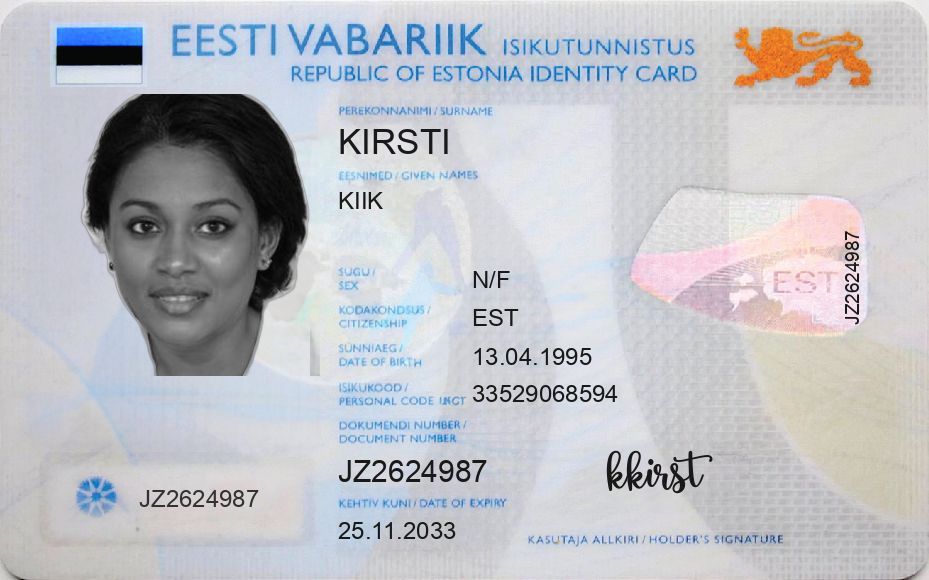 EESTI VABARIIK ISIKUTUNNISTUS
REPUBLIC OF ESTONIA IDENTITY CARD
PEREKONNANIMI / SURNAME
KIRSTI
EESNIMED / GIVEN NAMES
KIIK
SUGU /
SEX
N/F
KODAKONDSUS /
CITIZENSHIP
EST
SÜNNIAEG /
DATE OF BIRTH
13.04.1995
ISIKUKOOD /
PERSONAL CODE
33529068594
DOKUMENDI NUMBER /
DOCUMENT NUMBER
JZ2624987
KEHTIV KUNI / DATE OF EXPIRY
25.11.2033
JZ2624987
EST
JZ2624987
kkirst
KASUTAJA ALLKIRI / HOLDER'S SIGNATURE